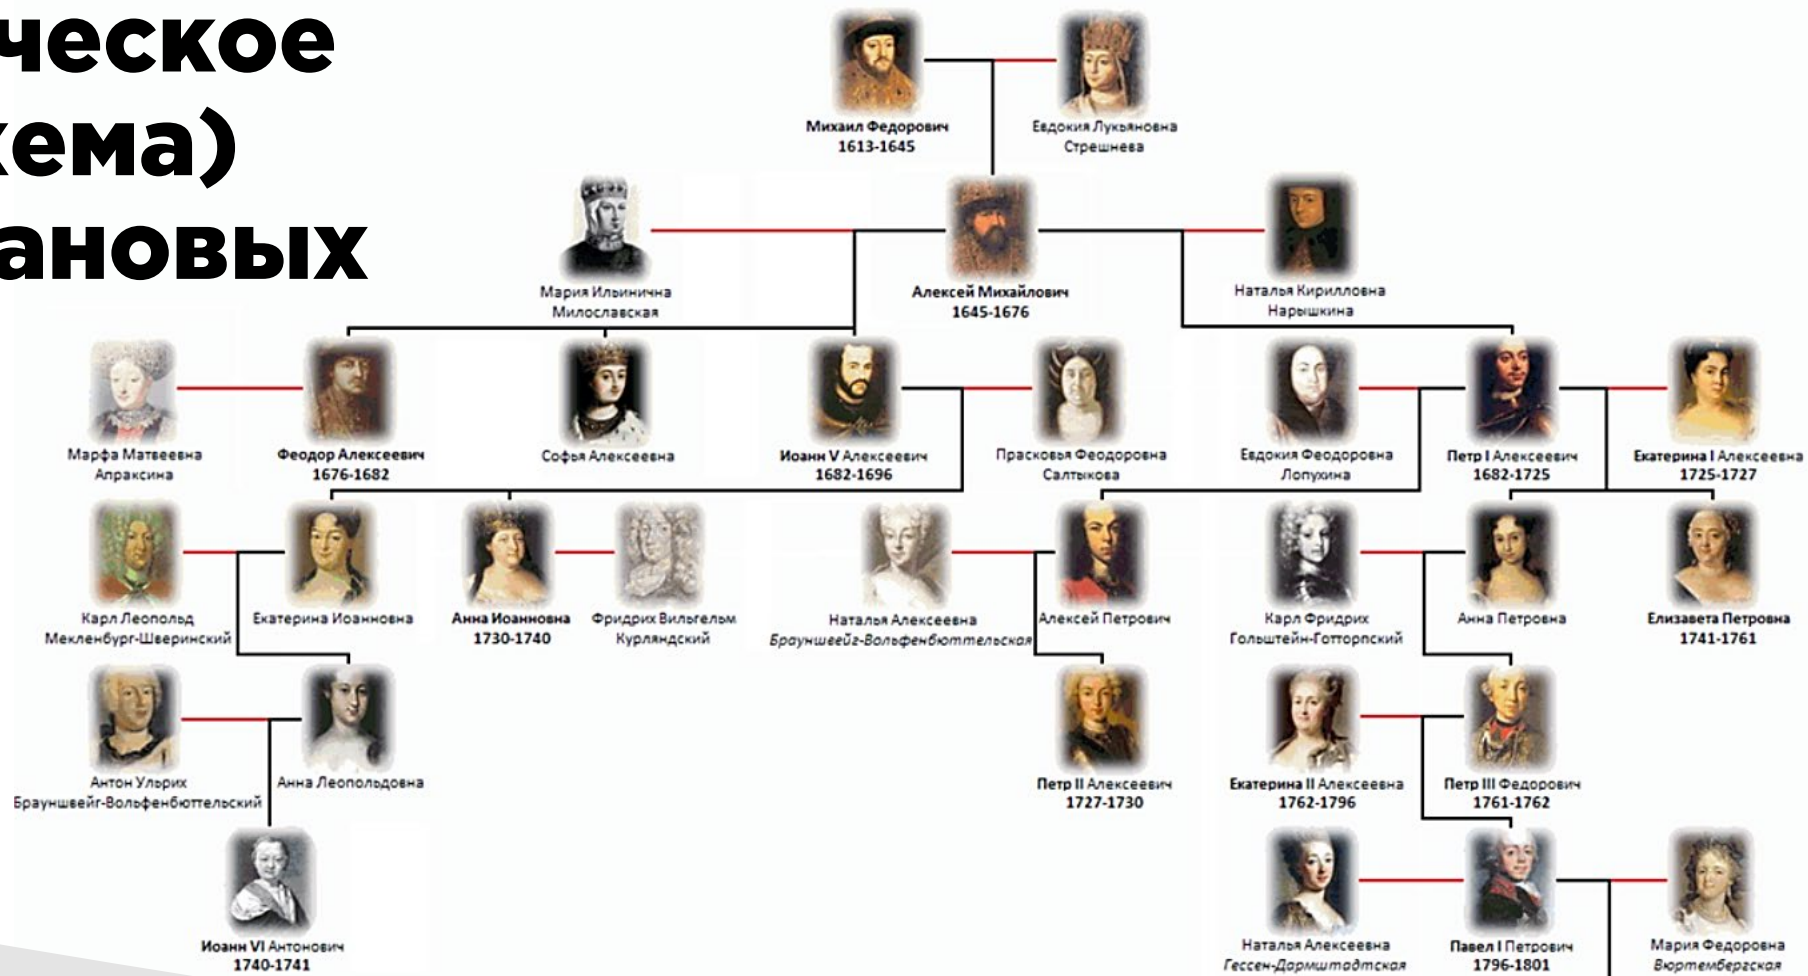 ческое
хема)
ановых
Михаил Федорович
1613-1645
Евдокия Лукьяновна
Стрешнева
Мария Ильинична
Милославская
Алексей Михайлович
1645-1676
Наталья Кирилловна
Нарышкина
Марфа Матвеевна
Апраксина
Феодор Алексеевич
1676-1682
Софья Алексеевна
Иоанн V Алексеевич
1682-1696
Прасковья Феодоровна
Салтыкова
Евдокия Феодоровна
Лопухина
Петр I Алексеевич
1682-1725
Екатерина I Алексеевна
1725-1727
Карл Леопольд
Мекленбург-Шверинский
Екатерина Иоанновна
Анна Иоанновна
1730-1740
Фридрих Вильгельм
Курляндский
Наталья Алексеевна
Брауншвейг-Вольфенбюттельская
Алексей Петрович
Карл Фридрих
Гольштейн-Готторпский
Анна Петровна
Елизавета Петровна
1741-1761
Антон Ульрих
Брауншвейг-Вольфенбюттельский
Анна Леопольдовна
Петр II Алексеевич
1727-1730
Екатерина II Алексеевна
1762-1796
Петр III Федорович
1761-1762
Иоанн VI Антонович
1740-1741
Наталья Алексеевна
Гессен-Дармштадтская
Павел I Петрович
1796-1801
Мария Федоровна
Вюртембергская